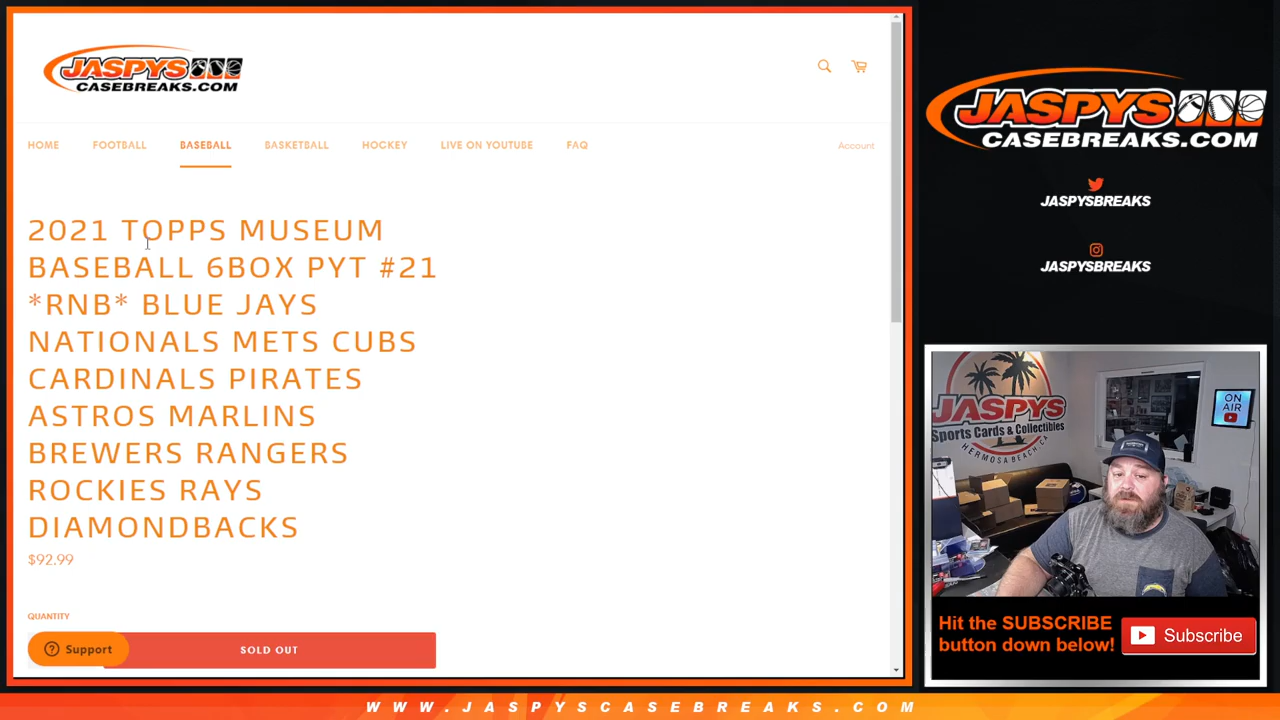 JASPYS
CASEBREAKS.COM
HOME FOOTBALL BASEBALL BASKETBALL HOCKEY LIVE ON YOUTUBE FAQ Account
2021 TOPPS MUSEUM
BASEBALL 6BOX PYT #21
*RNB* BLUE JAYS
NATIONALS METS CUBS
CARDINALS PIRATES
ASTROS MARLINS
BREWERS RANGERS
ROCKIES RAYS
DIAMONDBACKS
$92.99
QUANTITY
Support
SOLD OUT
JASPYS
CASEBREAKS.COM
JASPYSBREAKS
JASPYSBREAKS
JASPYS
Sports Cards & Collectibles
HERMOSA BEACH, CA
ON
AIR
Hit the SUBSCRIBE
button down below!
Subscribe
WWW.JASPYSCASEBREAKS.COM